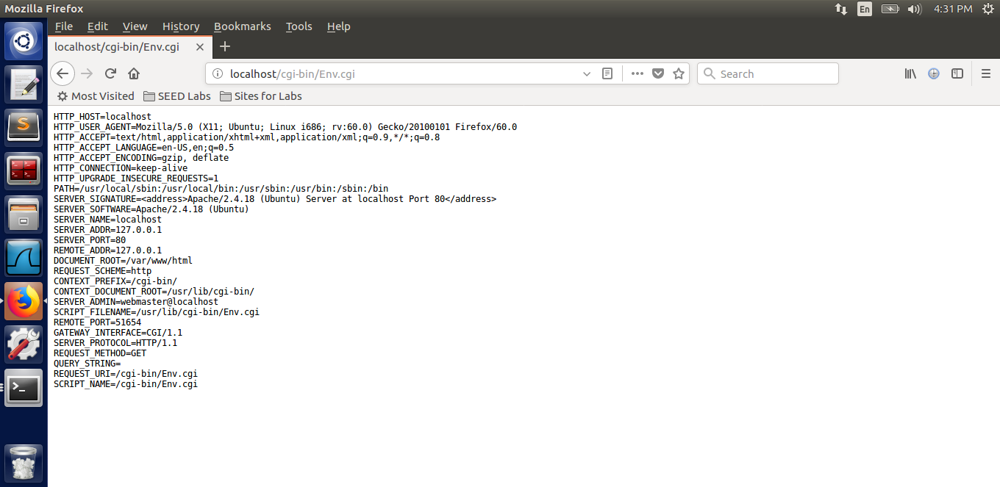 Mozilla Firefox
En
4:31 PM
File Edit View History Bookmarks Tools Help
localhost/cgi-bin/Env.cgi
localhost/cgi-bin/Env.cgi
Search
Most Visited SEED Labs Sites for Labs
HTTP_HOST=localhost
HTTP_USER_AGENT=Mozilla/5.0 (X11; Ubuntu; Linux i686; rv:60.0) Gecko/20100101 Firefox/60.0
HTTP_ACCEPT=text/html,application/xhtml+xml,application/xml;q=0.9,*/*;q=0.8
HTTP_ACCEPT_LANGUAGE=en-US,en;q=0.5
HTTP_ACCEPT_ENCODING=gzip, deflate
HTTP_CONNECTION=keep-alive
HTTP_UPGRADE_INSECURE_REQUESTS=1
PATH=/usr/local/sbin:/usr/local/bin:/usr/sbin:/usr/bin:/sbin:/bin
SERVER_SIGNATURE=<address>Apache/2.4.18 (Ubuntu) Server at localhost Port 80</address>
SERVER_SOFTWARE=Apache/2.4.18 (Ubuntu)
SERVER_NAME=localhost
SERVER_ADDR=127.0.0.1
SERVER_PORT=80
REMOTE_ADDR=127.0.0.1
DOCUMENT_ROOT=/var/www/html
REQUEST_SCHEME=http
CONTEXT_PREFIX=/cgi-bin/
CONTEXT_DOCUMENT_ROOT=/usr/lib/cgi-bin/
SERVER_ADMIN=webmaster@localhost
SCRIPT_FILENAME=/usr/lib/cgi-bin/Env.cgi
REMOTE_PORT=51654
GATEWAY_INTERFACE=CGI/1.1
SERVER_PROTOCOL=HTTP/1.1
REQUEST_METHOD=GET
QUERY_STRING=
REQUEST_URI=/cgi-bin/Env.cgi
SCRIPT_NAME=/cgi-bin/Env.cgi